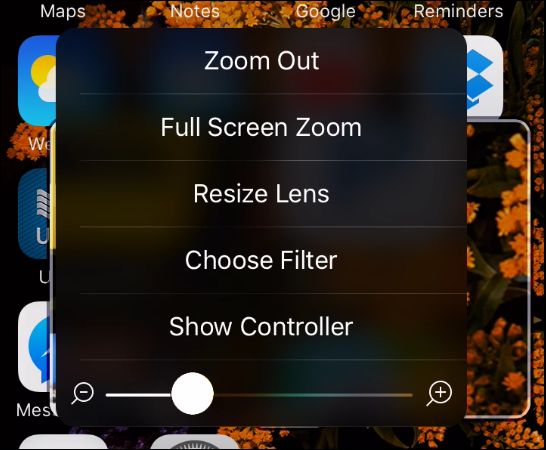 Maps Notes Google Reminders
Zoom Out
Full Screen Zoom
We
Resize Lens
U
Choose Filter
U
Show Controller
Mes